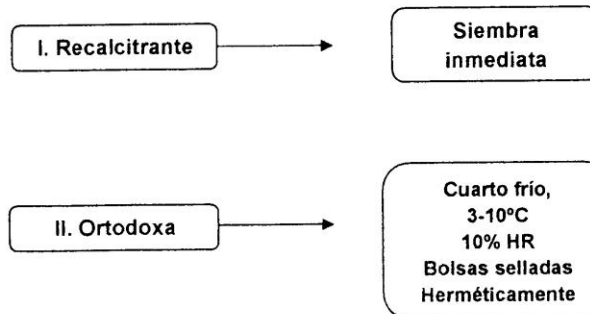 I. Recalcitrante
Siembra
inmediata
II. Ortodoxa
Cuarto frío,
3-10ºC
10% HR
Bolsas selladas
Herméticamente